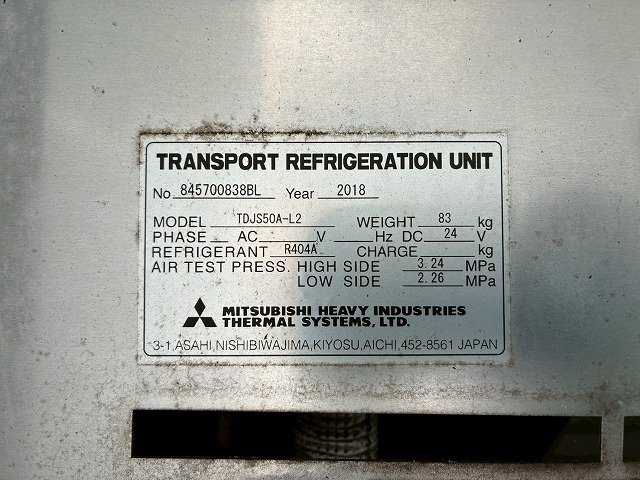 TRANSPORT REFRIGERATION UNIT
No 845700838BL Year 2018
MODEL TDJS50A-L2 WEIGHT 83 kg
PHASE AC V Hz DC 24 V
REFRIGERANT R404A CHARGE kg
AIR TEST PRESS. HIGH SIDE 3.24 MPa
LOW SIDE 2.26 MPa
MITSUBISHI HEAVY INDUSTRIES
THERMAL SYSTEMS, LTD.
3-1,ASAHI,NISHIBIWAJIMA,KIYOSU,AICHI,452-8561 JAPAN